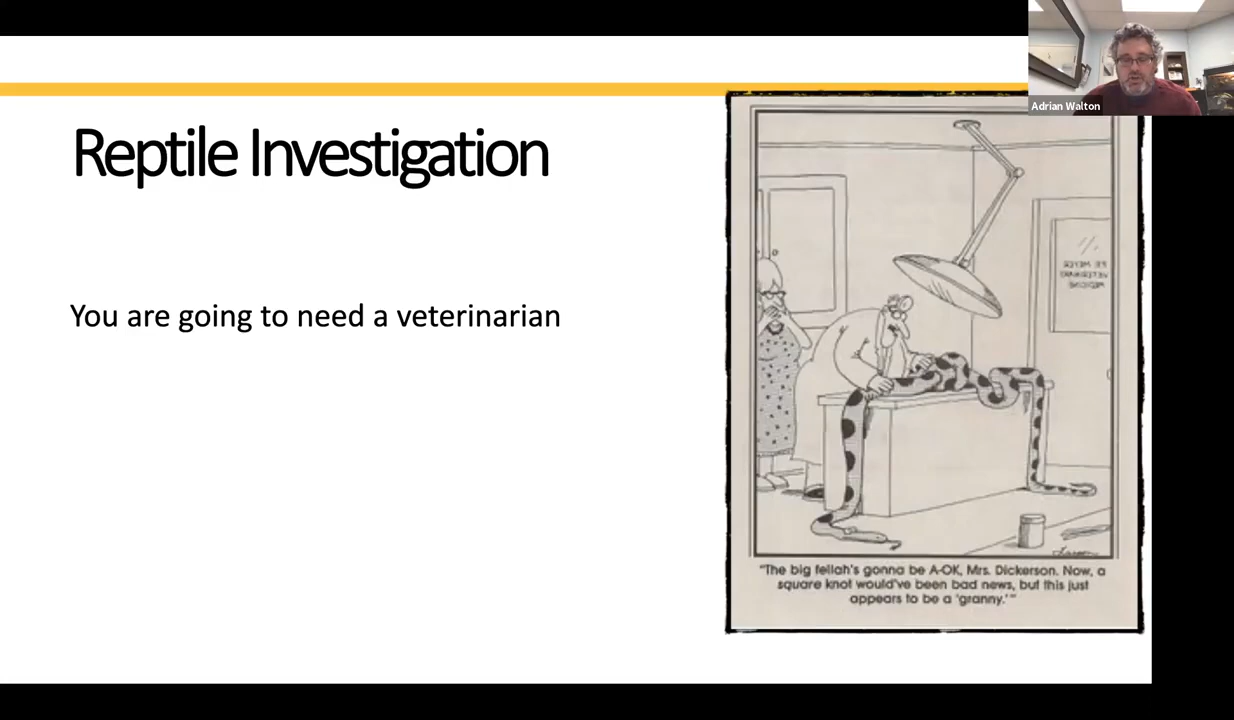 Adrian Walton
Reptile Investigation
You are going to need a veterinarian
"The big fellah's gonna be A-OK, Mrs. Dickerson. Now, a
square knot would've been bad news, but this just
appears to be a 'granny.'"
Larson